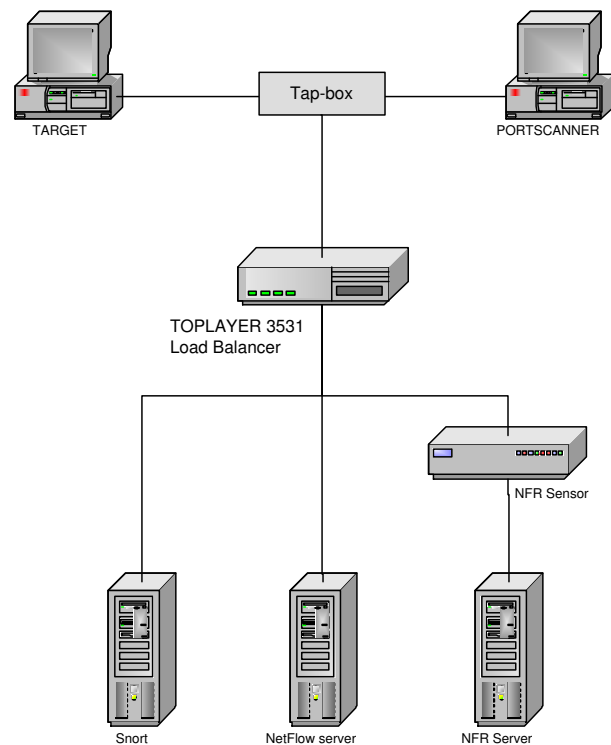 Tap-box
TARGET
PORTSCANNER
TOPLAYER 3531
Load Balancer
NFR Sensor
Snort
NetFlow server
NFR Server